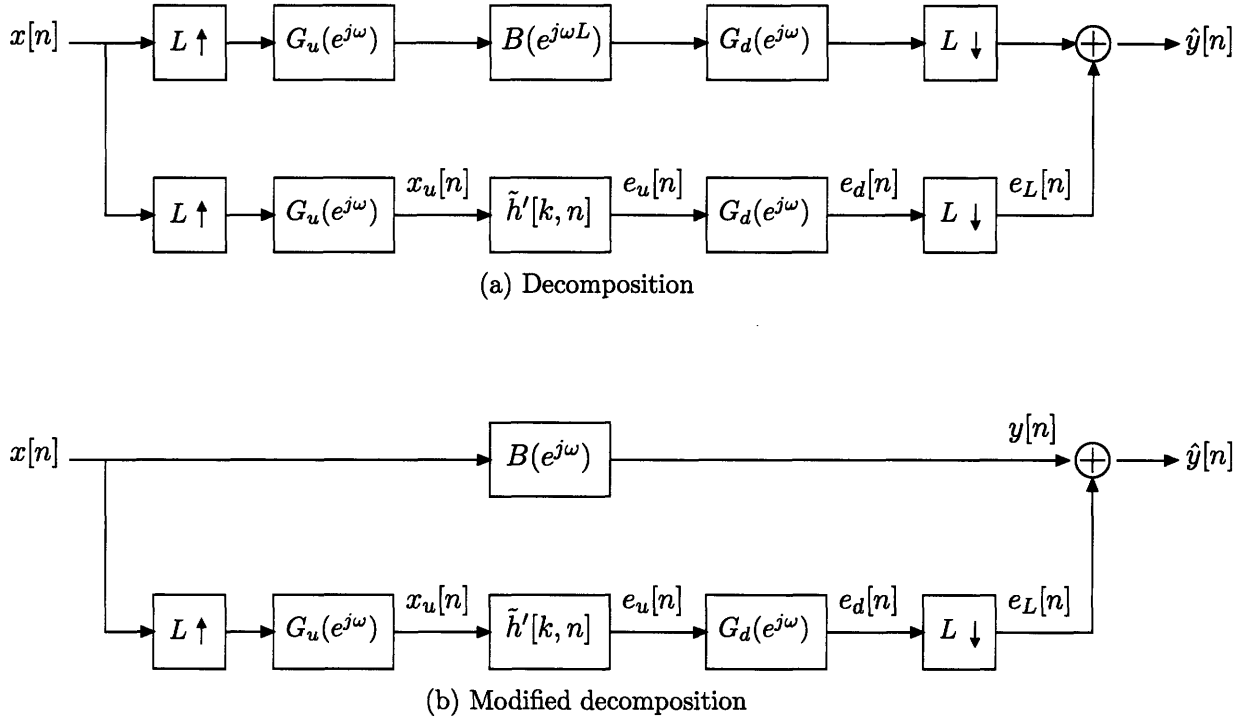 x[n] L ↑ G_u(e^{jω}) B(e^{jωL}) G_d(e^{jω}) L ↓ + ŷ[n]
x_u[n] e_u[n] e_d[n] e_L[n]
L ↑ G_u(e^{jω}) h̃'[k, n] G_d(e^{jω}) L ↓
(a) Decomposition
y[n]
x[n] B(e^{jω}) + ŷ[n]
x_u[n] e_u[n] e_d[n] e_L[n]
L ↑ G_u(e^{jω}) h̃'[k, n] G_d(e^{jω}) L ↓
(b) Modified decomposition